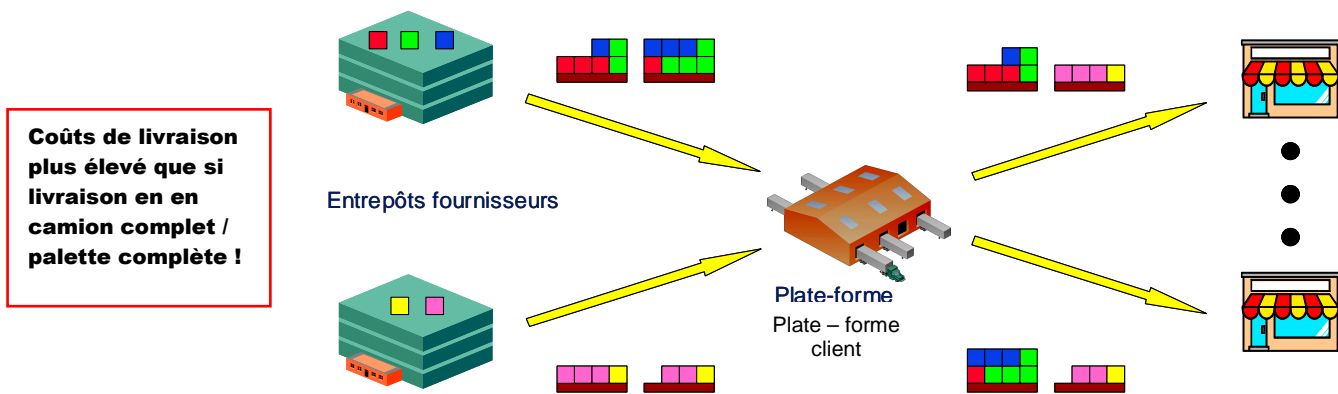 Coûts de livraison
plus élevé que si
livraison en en
camion complet /
palette complète !
Entrepôts fournisseurs
Plate-forme
Plate – forme
client